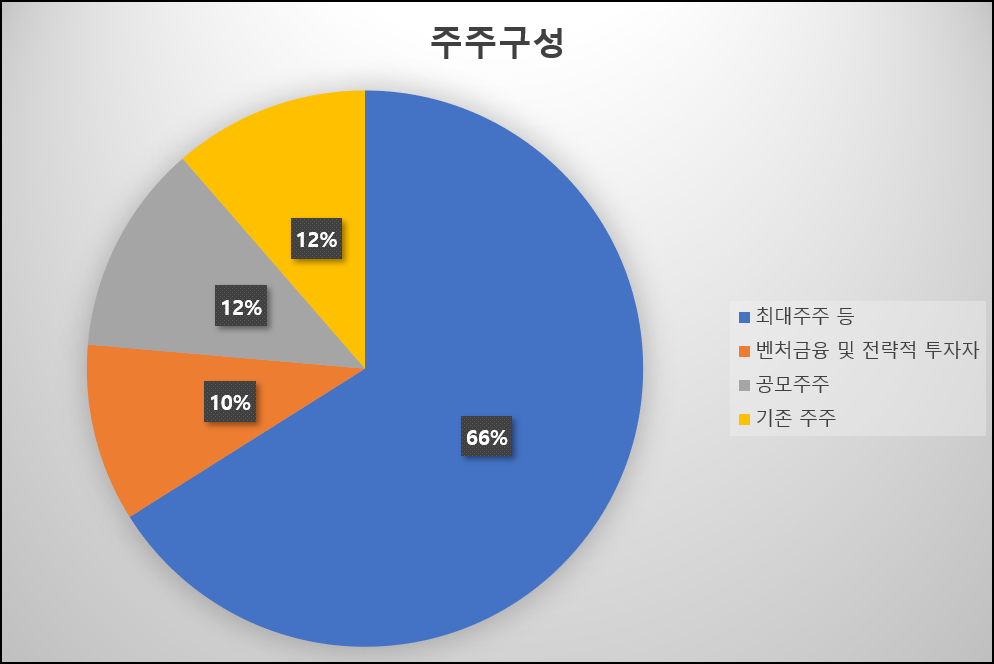 주주구성
12%
12%
10%
66%
최대주주 등
벤처금융 및 전략적 투자자
공모주주
기존 주주